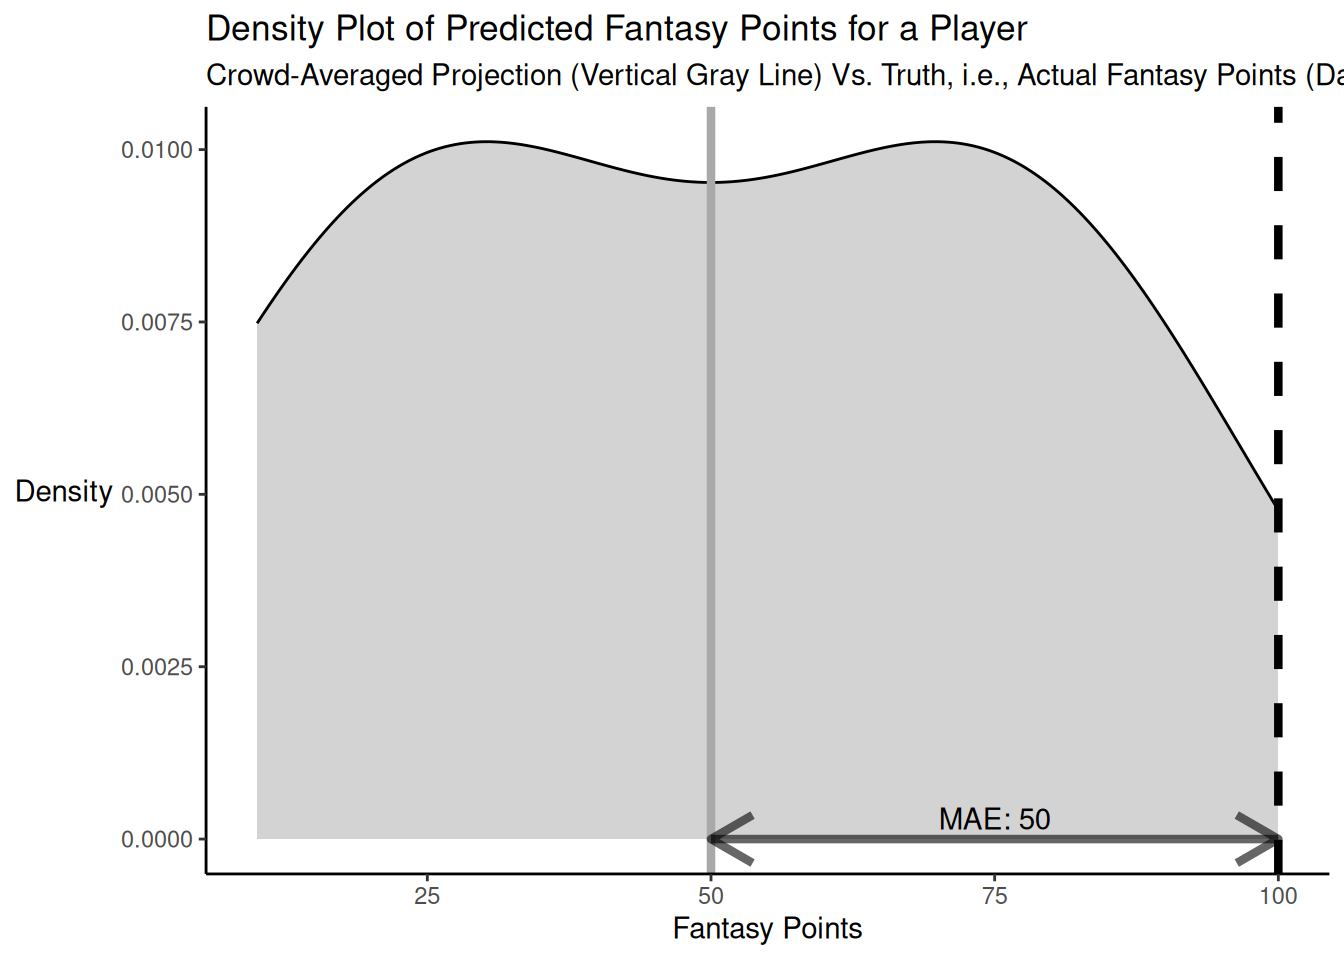 Density Plot of Predicted Fantasy Points for a Player
Crowd-Averaged Projection (Vertical Gray Line) Vs. Truth, i.e., Actual Fantasy Points (Da
0.0100
0.0075
Density
0.0050
0.0025
0.0000
MAE: 50
25
50
75
100
Fantasy Points